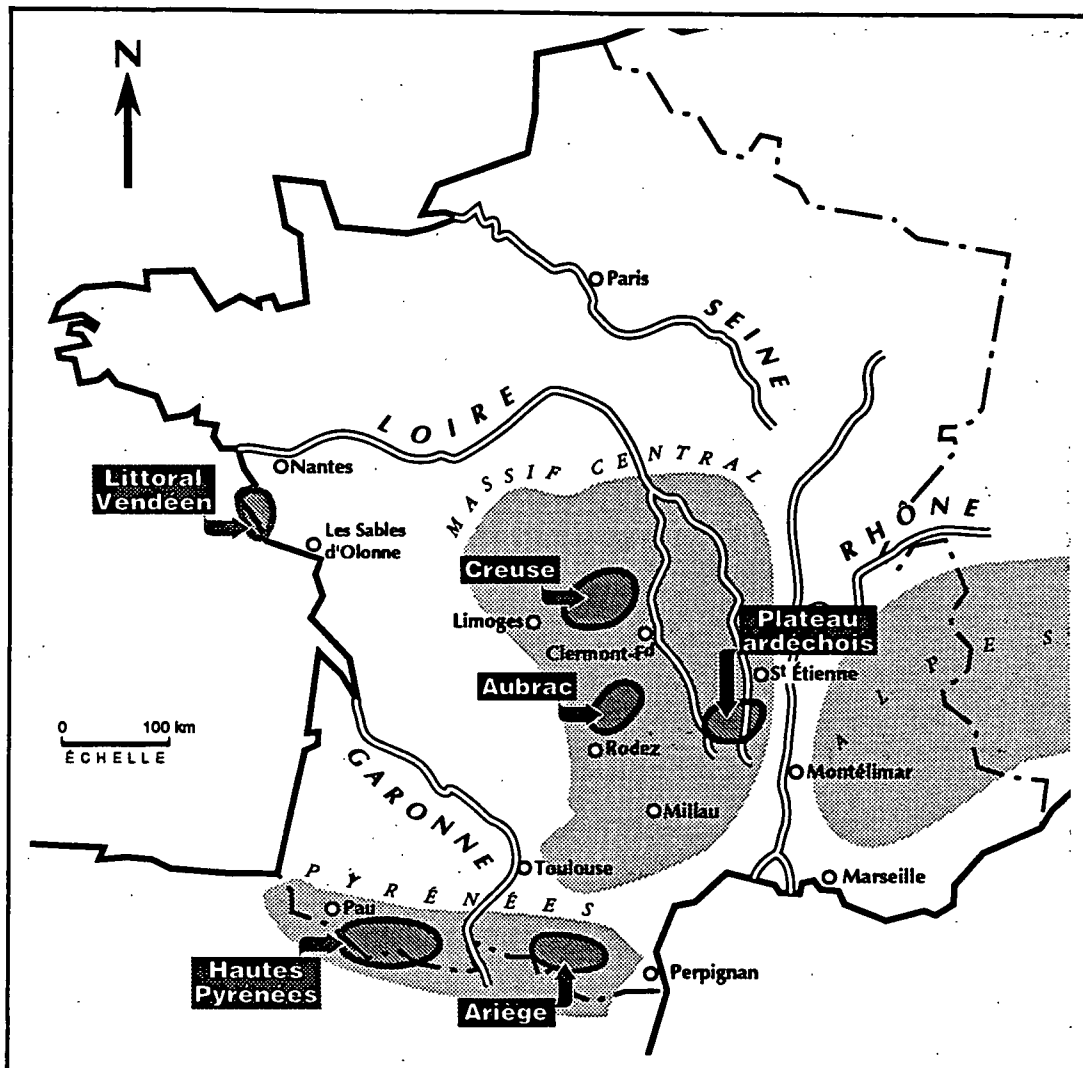 N
Paris
SEINE
LOIRE
MASSIF CENTRAL
Nantes
Littoral
Vendéen
Les Sables
d'Olonne
RHÔNE
Creuse
Limoges
Clermont-Fd
Plateau
ardéchois
St Étienne
ALPES
Aubrac
Rodez
0 100 km
ÉCHELLE
GARONNE
Montélimar
Millau
Toulouse
Marseille
PYRÉNÉES
Pau
Hautes
Pyrénées
Perpignan
Ariège